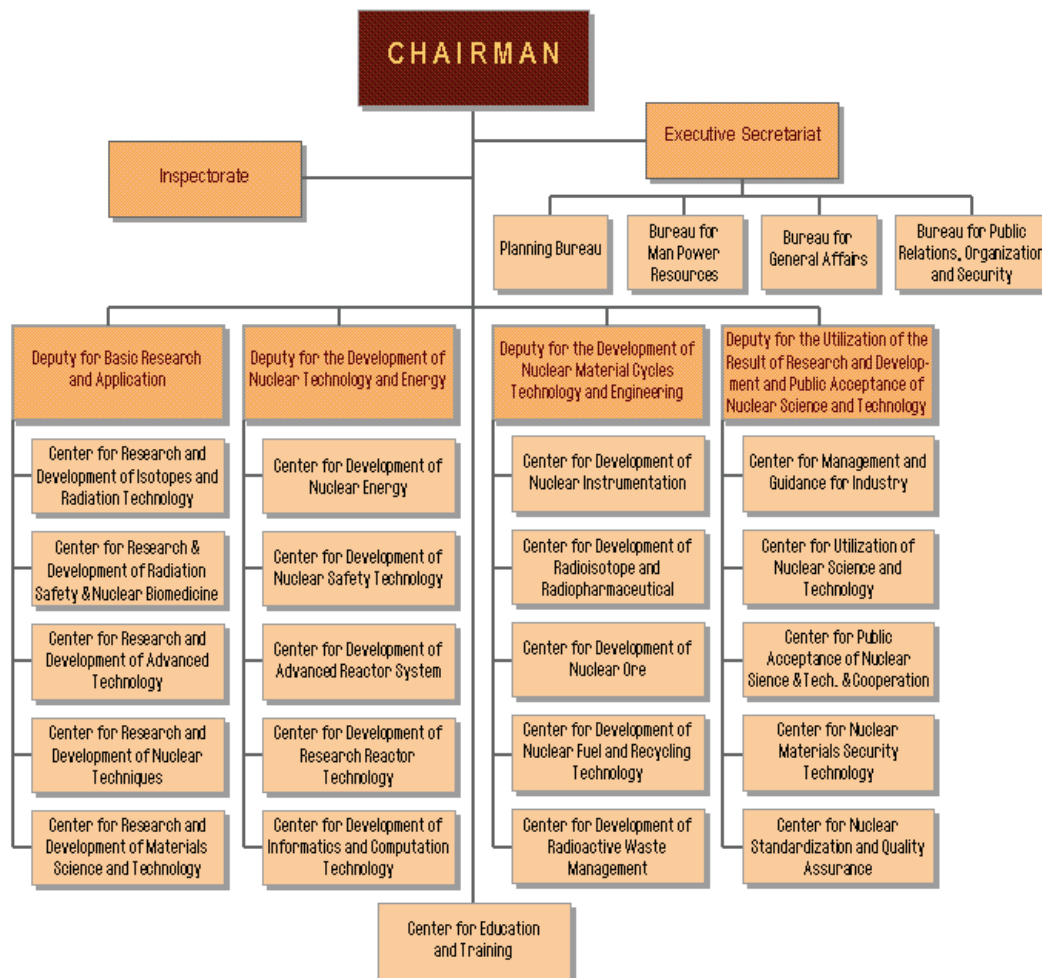 CHAIRMAN
Executive Secretariat
Inspectorate
Planning Bureau
Bureau for
Man Power
Resources
Bureau for
General Affairs
Bureau for Public
Relations, Organization
and Security
Deputy for Basic Research
and Application
Deputy for the Development of
Nuclear Technology and Energy
Deputy for the Development of
Nuclear Material Cycles
Technology and Engineering
Deputy for the Utilization of the
Result of Research and Develop-
ment and Public Acceptance of
Nuclear Science and Technology
Center for Research and
Development of Isotopes and
Radiation Technology
Center for Development of
Nuclear Energy
Center for Development of
Nuclear Instrumentation
Center for Management and
Guidance for Industry
Center for Research &
Development of Radiation
Safety & Nuclear Biomedicine
Center for Development of
Nuclear Safety Technology
Center for Development of
Radioisotope and
Radiopharmaceutical
Center for Utilization of
Nuclear Science and
Technology
Center for Research and
Development of Advanced
Technology
Center for Development of
Advanced Reactor System
Center for Development of
Nuclear Ore
Center for Public
Acceptance of Nuclear
Sience & Tech. & Cooperation
Center for Research and
Development of Nuclear
Techniques
Center for Development of
Research Reactor
Technology
Center for Development of
Nuclear Fuel and Recycling
Technology
Center for Nuclear
Materials Security
Technology
Center for Research and
Development of Materials
Science and Technology
Center for Development of
Informatics and Computation
Technology
Center for Development of
Radioactive Waste
Management
Center for Nuclear
Standardization and Quality
Assurance
Center for Education
and Training